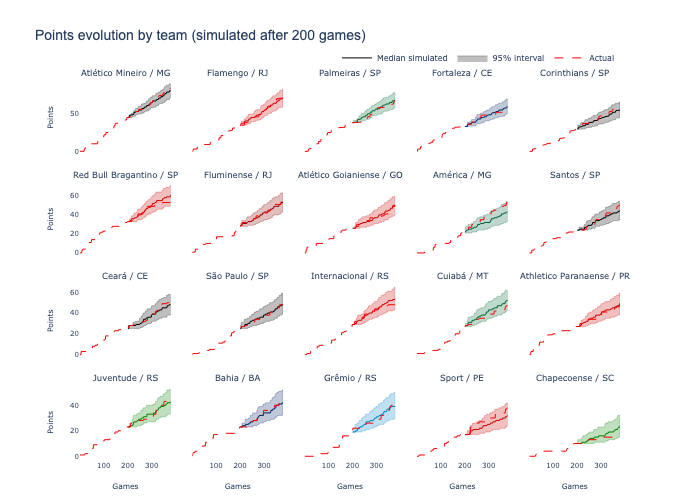 Points evolution by team (simulated after 200 games)
Median simulated 95% interval Actual
Atlético Mineiro / MG Flamengo / RJ Palmeiras / SP Fortaleza / CE Corinthians / SP
50
0
Points
Red Bull Bragantino / SP Fluminense / RJ Atlético Goianiense / GO América / MG Santos / SP
60
40
20
0
Points
Ceará / CE São Paulo / SP Internacional / RS Cuiabá / MT Athletico Paranaense / PR
60
40
20
0
Points
Juventude / RS Bahia / BA Grêmio / RS Sport / PE Chapecoense / SC
40
20
0
Points
100 200 300 100 200 300 100 200 300 100 200 300 100 200 300
Games Games Games Games Games